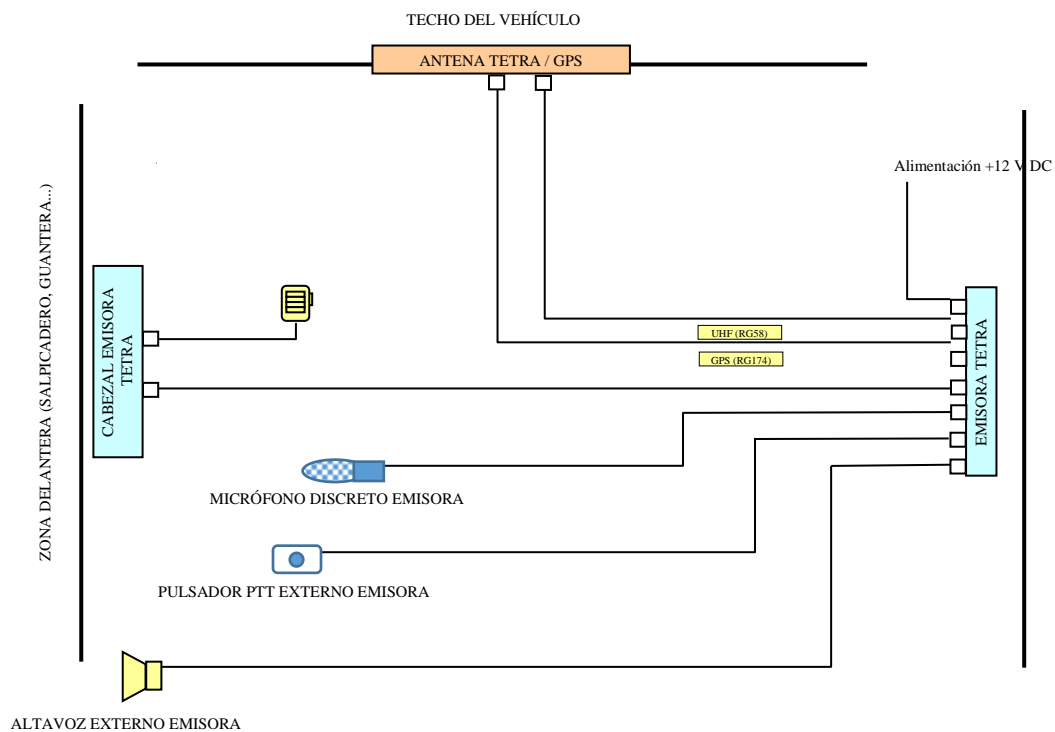 TECHO DEL VEHÍCULO
ANTENA TETRA / GPS
Alimentación +12 V DC
ZONA DELANTERA (SALPICADERO, GUANTERA...)
CABEZAL EMISORA
TETRA
UHF (RG58)
GPS (RG174)
EMISORA TETRA
MICRÓFONO DISCRETO EMISORA
PULSADOR PTT EXTERNO EMISORA
ALTAVOZ EXTERNO EMISORA